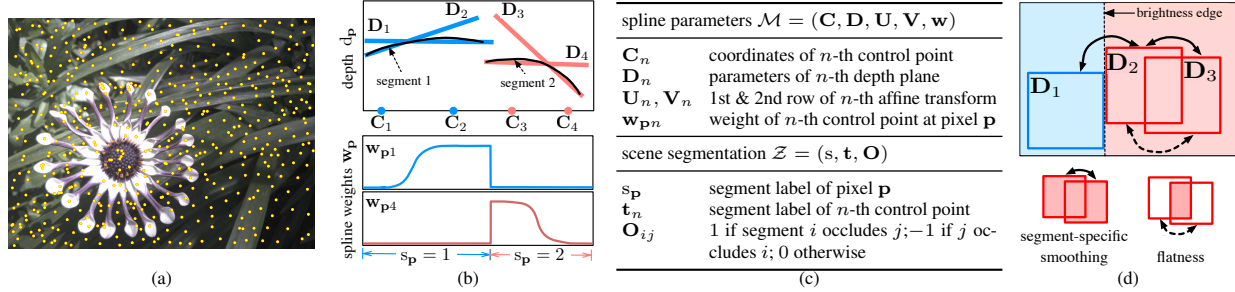 (a)
depth d_p
D_1
D_2
D_3
D_4
segment 1
segment 2
C_1
C_2
C_3
C_4
spline weights w_p
w_p1
w_p4
s_p = 1
s_p = 2
(b)
spline parameters M = (C, D, U, V, w)
C_n coordinates of n-th control point
D_n parameters of n-th depth plane
U_n, V_n 1st & 2nd row of n-th affine transform
w_pn weight of n-th control point at pixel p
scene segmentation Z = (s, t, O)
s_p segment label of pixel p
t_n segment label of n-th control point
O_ij 1 if segment i occludes j; −1 if j oc-
cludes i; 0 otherwise
(c)
brightness edge
D_1
D_2
D_3
segment-specific
smoothing
flatness
(d)